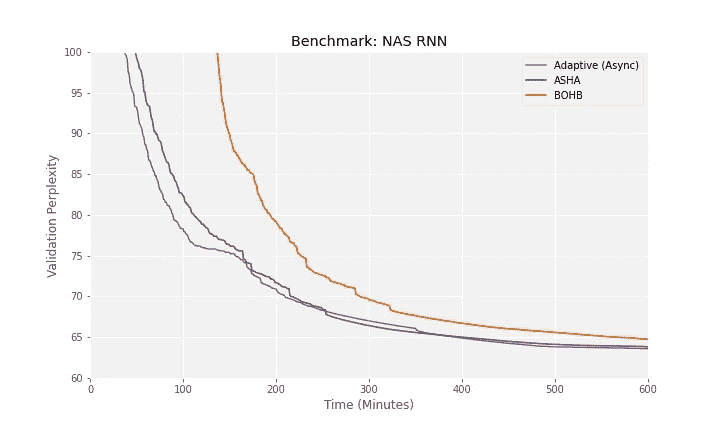 Benchmark: NAS RNN
Adaptive (Async)
ASHA
BOHB
Validation Perplexity
100
95
90
85
80
75
70
65
60
0 100 200 300 400 500 600
Time (Minutes)